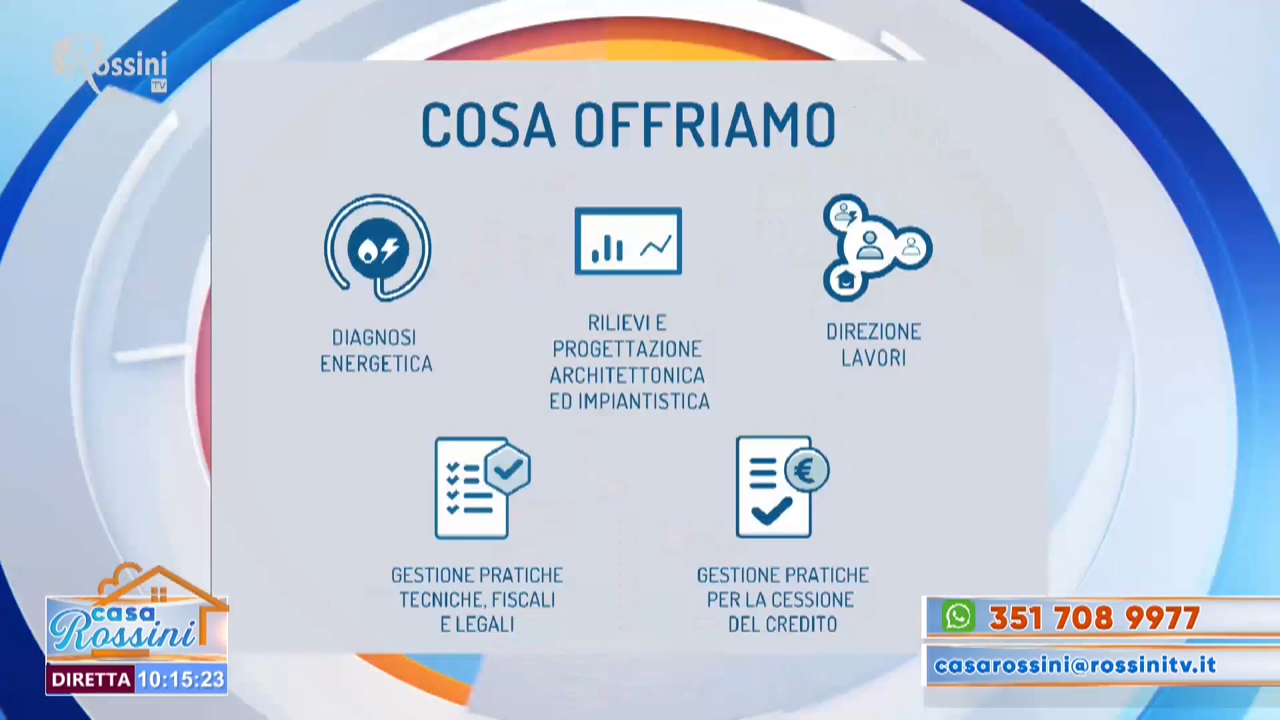 Rossini
TV
COSA OFFRIAMO
DIAGNOSI
ENERGETICA
RILIEVI E
PROGETTAZIONE
ARCHITETTONICA
ED IMPIANTISTICA
DIREZIONE
LAVORI
GESTIONE PRATICHE
TECNICHE, FISCALI
E LEGALI
€
GESTIONE PRATICHE
PER LA CESSIONE
DEL CREDITO
casa
Rossini
DIRETTA 10:15:23
351 708 9977
casarossini@rossinitv.it